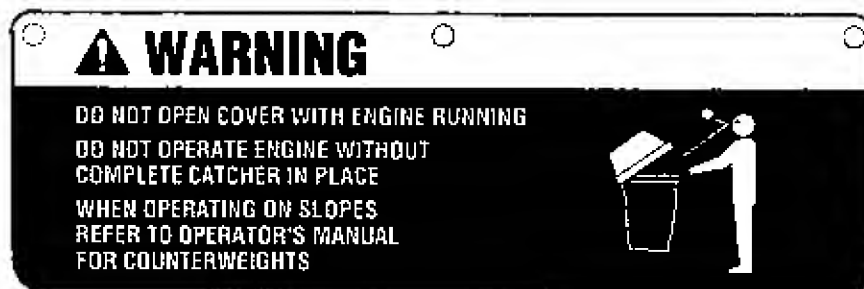 WARNING
DO NOT OPEN COVER WITH ENGINE RUNNING
DO NOT OPERATE ENGINE WITHOUT
COMPLETE CATCHER IN PLACE
WHEN OPERATING ON SLOPES
REFER TO OPERATOR'S MANUAL
FOR COUNTERWEIGHTS